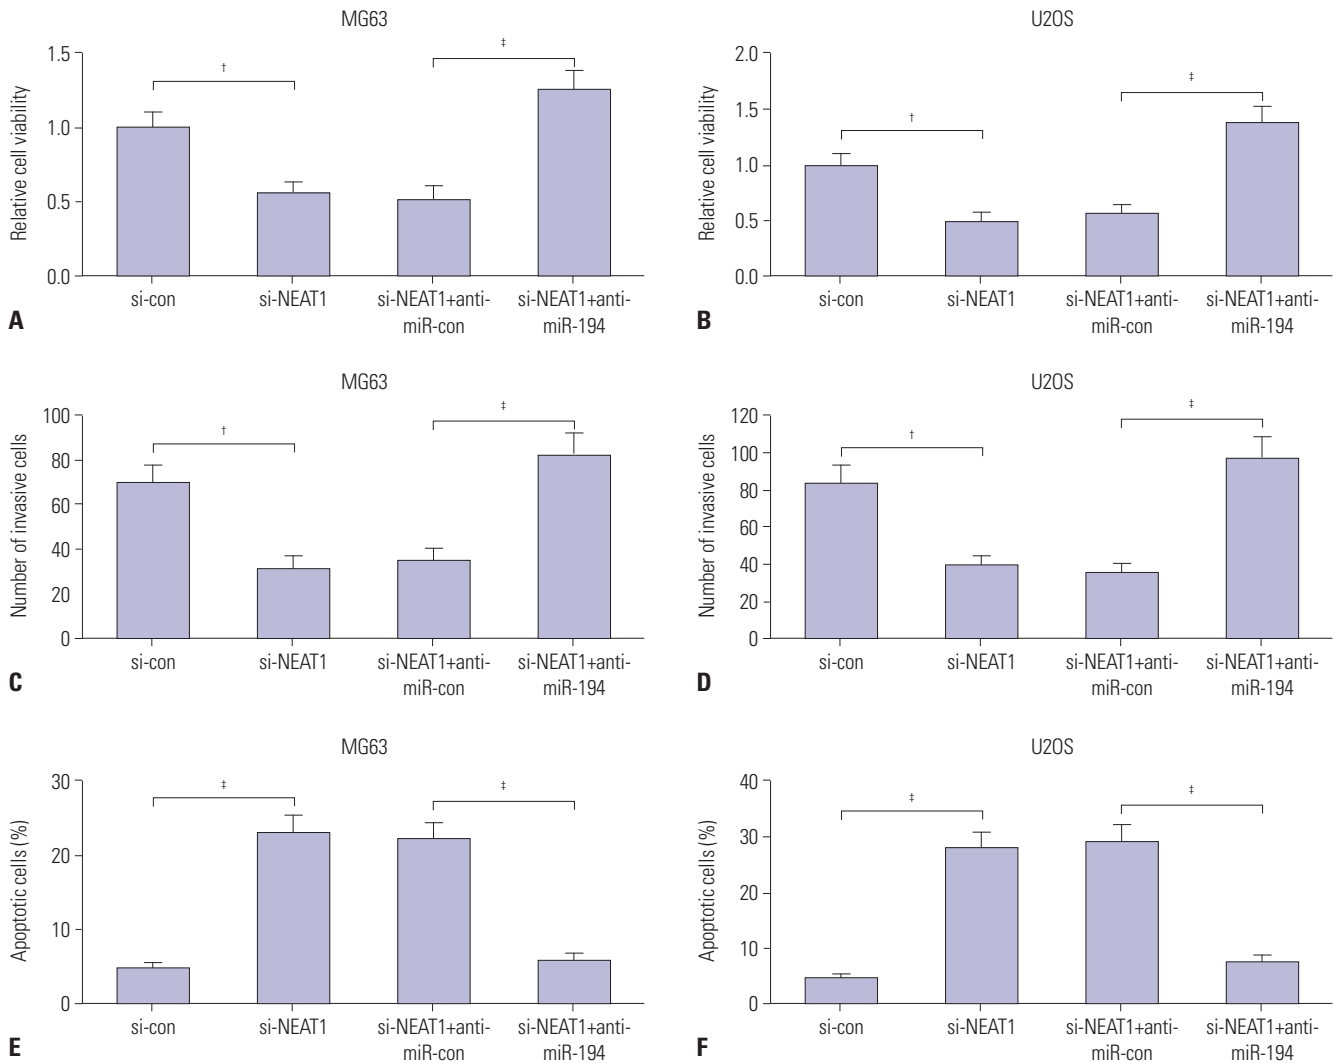 MG63
Relative cell viability
1.5
1.0
0.5
0.0
†
‡
si-con
si-NEAT1
si-NEAT1+anti-
miR-con
si-NEAT1+anti-
miR-194
A
U2OS
Relative cell viability
2.0
1.5
1.0
0.5
0.0
†
‡
si-con
si-NEAT1
si-NEAT1+anti-
miR-con
si-NEAT1+anti-
miR-194
B
MG63
Number of invasive cells
100
80
60
40
20
0
†
‡
si-con
si-NEAT1
si-NEAT1+anti-
miR-con
si-NEAT1+anti-
miR-194
C
U2OS
Number of invasive cells
120
100
80
60
40
20
0
†
‡
si-con
si-NEAT1
si-NEAT1+anti-
miR-con
si-NEAT1+anti-
miR-194
D
MG63
Apoptotic cells (%)
30
20
10
0
‡
‡
si-con
si-NEAT1
si-NEAT1+anti-
miR-con
si-NEAT1+anti-
miR-194
E
U2OS
Apoptotic cells (%)
40
30
20
10
0
‡
‡
si-con
si-NEAT1
si-NEAT1+anti-
miR-con
si-NEAT1+anti-
miR-194
F